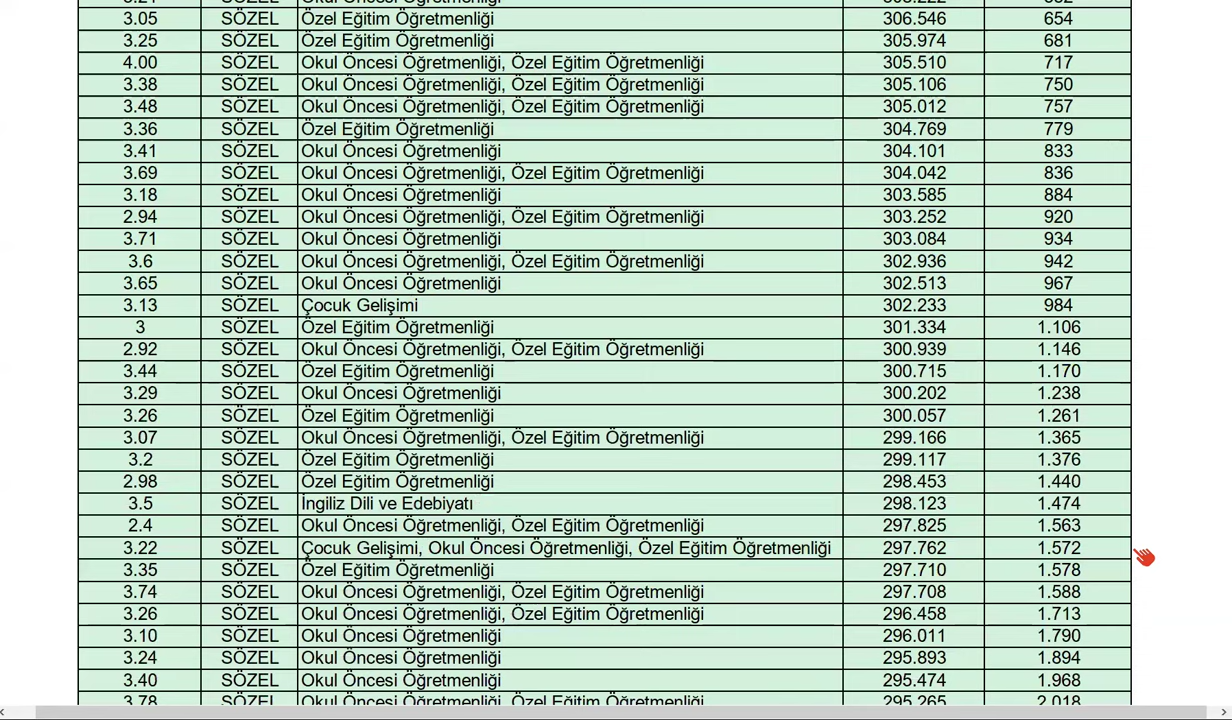 3.05 SÖZEL Özel Eğitim Öğretmenliği 306.546 654
3.25 SÖZEL Özel Eğitim Öğretmenliği 305.974 681
4.00 SÖZEL Okul Öncesi Öğretmenliği, Özel Eğitim Öğretmenliği 305.510 717
3.38 SÖZEL Okul Öncesi Öğretmenliği, Özel Eğitim Öğretmenliği 305.106 750
3.48 SÖZEL Okul Öncesi Öğretmenliği, Özel Eğitim Öğretmenliği 305.012 757
3.36 SÖZEL Özel Eğitim Öğretmenliği 304.769 779
3.41 SÖZEL Okul Öncesi Öğretmenliği 304.101 833
3.69 SÖZEL Okul Öncesi Öğretmenliği, Özel Eğitim Öğretmenliği 304.042 836
3.18 SÖZEL Okul Öncesi Öğretmenliği 303.585 884
2.94 SÖZEL Okul Öncesi Öğretmenliği, Özel Eğitim Öğretmenliği 303.252 920
3.71 SÖZEL Okul Öncesi Öğretmenliği 303.084 934
3.6 SÖZEL Okul Öncesi Öğretmenliği, Özel Eğitim Öğretmenliği 302.936 942
3.65 SÖZEL Okul Öncesi Öğretmenliği 302.513 967
3.13 SÖZEL Çocuk Gelişimi 302.233 984
3 SÖZEL Özel Eğitim Öğretmenliği 301.334 1.106
2.92 SÖZEL Okul Öncesi Öğretmenliği, Özel Eğitim Öğretmenliği 300.939 1.146
3.44 SÖZEL Özel Eğitim Öğretmenliği 300.715 1.170
3.29 SÖZEL Okul Öncesi Öğretmenliği 300.202 1.238
3.26 SÖZEL Özel Eğitim Öğretmenliği 300.057 1.261
3.07 SÖZEL Okul Öncesi Öğretmenliği, Özel Eğitim Öğretmenliği 299.166 1.365
3.2 SÖZEL Özel Eğitim Öğretmenliği 299.117 1.376
2.98 SÖZEL Özel Eğitim Öğretmenliği 298.453 1.440
3.5 SÖZEL İngiliz Dili ve Edebiyatı 298.123 1.474
2.4 SÖZEL Okul Öncesi Öğretmenliği, Özel Eğitim Öğretmenliği 297.825 1.563
3.22 SÖZEL Çocuk Gelişimi, Okul Öncesi Öğretmenliği, Özel Eğitim Öğretmenliği 297.762 1.572
3.35 SÖZEL Özel Eğitim Öğretmenliği 297.710 1.578
3.74 SÖZEL Okul Öncesi Öğretmenliği, Özel Eğitim Öğretmenliği 297.708 1.588
3.26 SÖZEL Okul Öncesi Öğretmenliği, Özel Eğitim Öğretmenliği 296.458 1.713
3.10 SÖZEL Okul Öncesi Öğretmenliği 296.011 1.790
3.24 SÖZEL Okul Öncesi Öğretmenliği 295.893 1.894
3.40 SÖZEL Okul Öncesi Öğretmenliği 295.474 1.968
3.78 SÖZEL Okul Öncesi Öğretmenliği, Özel Eğitim Öğretmenliği 295.265 2.018